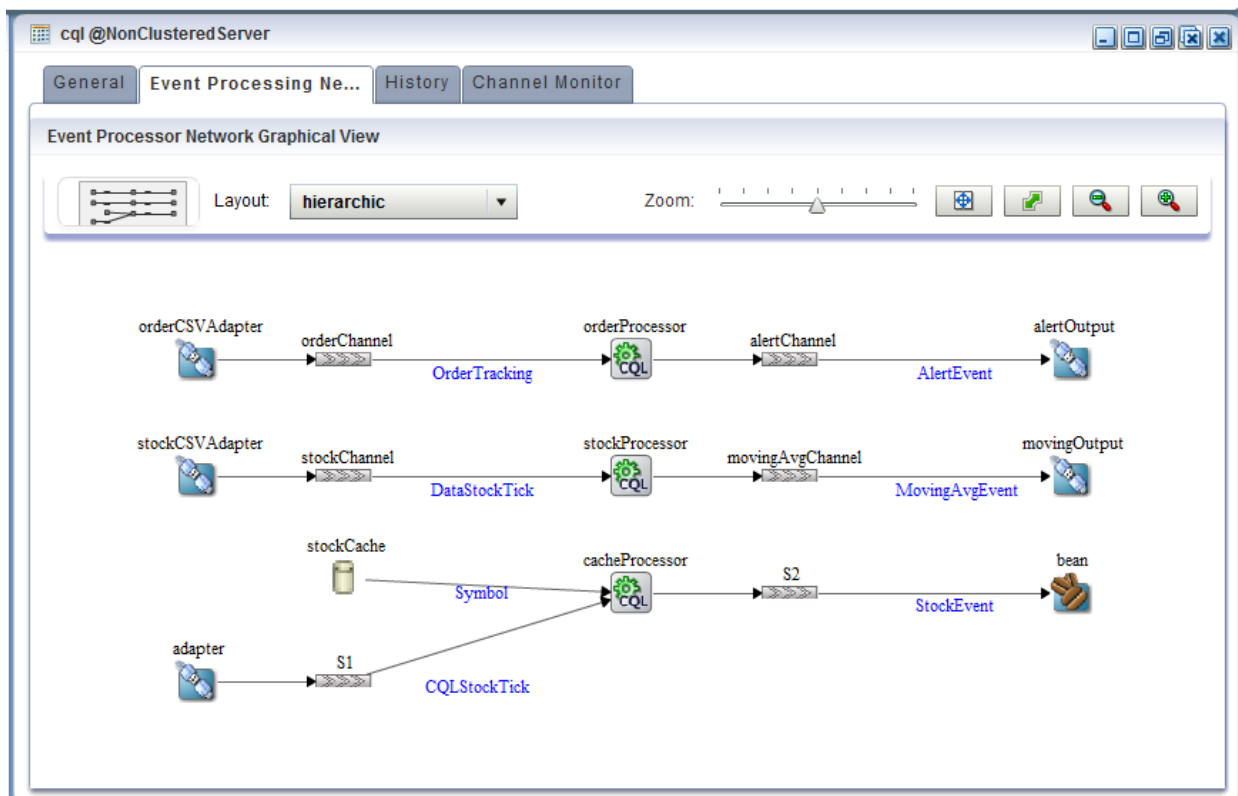 cql @NonClusteredServer
General
Event Processing Ne...
History
Channel Monitor
Event Processor Network Graphical View
Layout:
hierarchic
Zoom:
orderCSVAdapter
orderChannel
OrderTracking
orderProcessor
CQL
alertChannel
AlertEvent
alertOutput
stockCSVAdapter
stockChannel
DataStockTick
stockProcessor
CQL
movingAvgChannel
MovingAvgEvent
movingOutput
stockCache
Symbol
cacheProcessor
CQL
S2
StockEvent
bean
adapter
S1
CQLStockTick